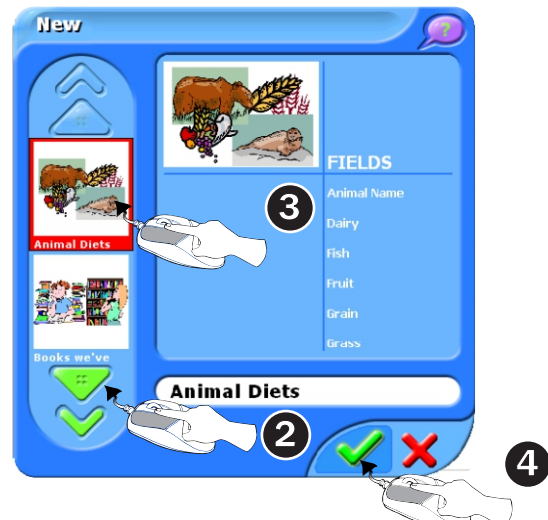 New
?
FIELDS
Animal Name
Dairy
Fish
Fruit
Grain
Grass
Animal Diets
Books we've
Animal Diets
3
2
4